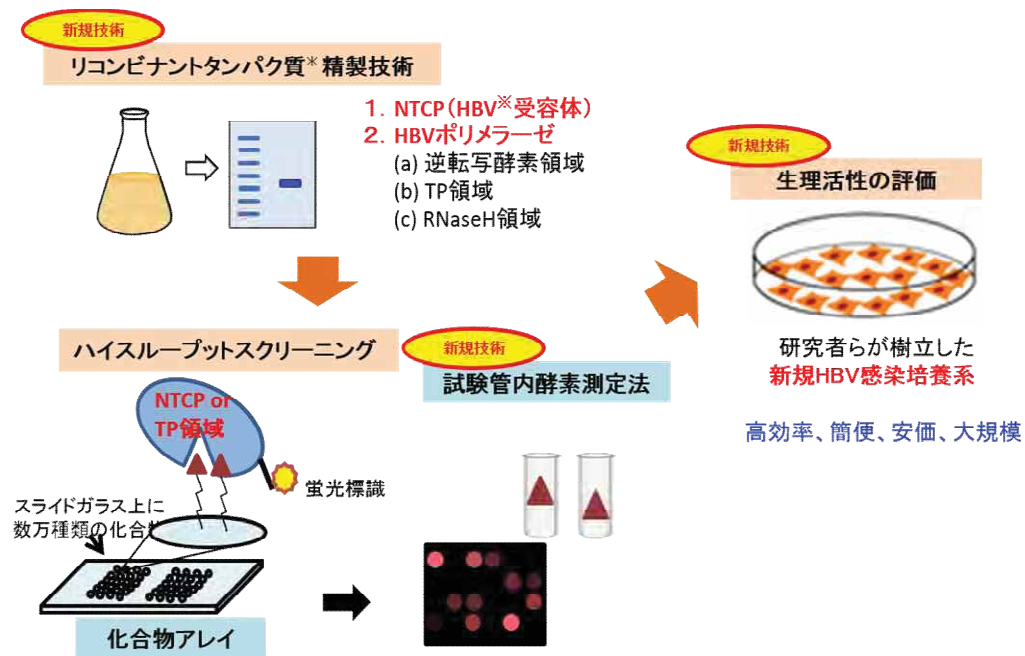 新規技術
リコンビナントタンパク質*精製技術
1. NTCP(HBV※受容体)
2. HBVポリメラーゼ
(a) 逆転写酵素領域
(b) TP領域
(c) RNaseH領域
新規技術
生理活性の評価
研究者らが樹立した
新規HBV感染培養系
高効率、簡便、安価、大規模
ハイスループットスクリーニング
NTCP or
TP領域
蛍光標識
スライドガラス上に
数万種類の化合物
化合物アレイ
新規技術
試験管内酵素測定法